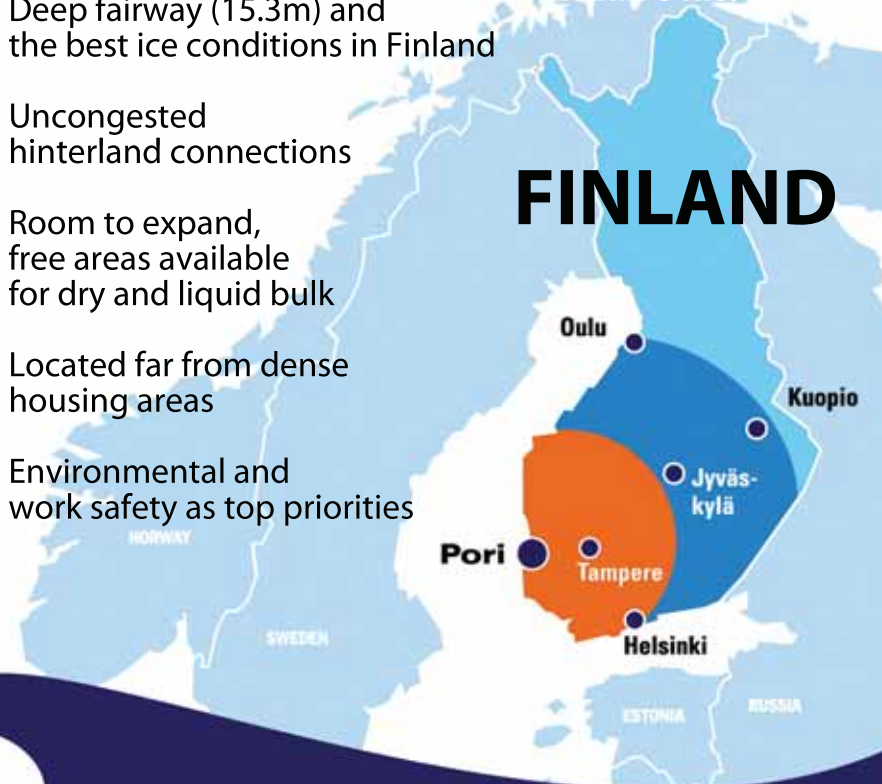 Deep fairway (15.3m) and
the best ice conditions in Finland
Uncongested
hinterland connections
Room to expand,
free areas available
for dry and liquid bulk
Located far from dense
housing areas
Environmental and
work safety as top priorities
FINLAND
Oulu
Kuopio
Jyväs-
kylä
Pori
Tampere
Helsinki
NORWAY
SWEDEN
ESTONIA
RUSSIA